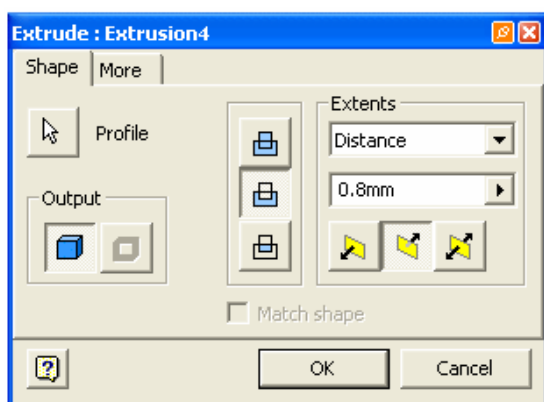 Extrude : Extrusion4
Shape
More
Profile
Output
Extents
Distance
0.8mm
Match shape
?
OK
Cancel